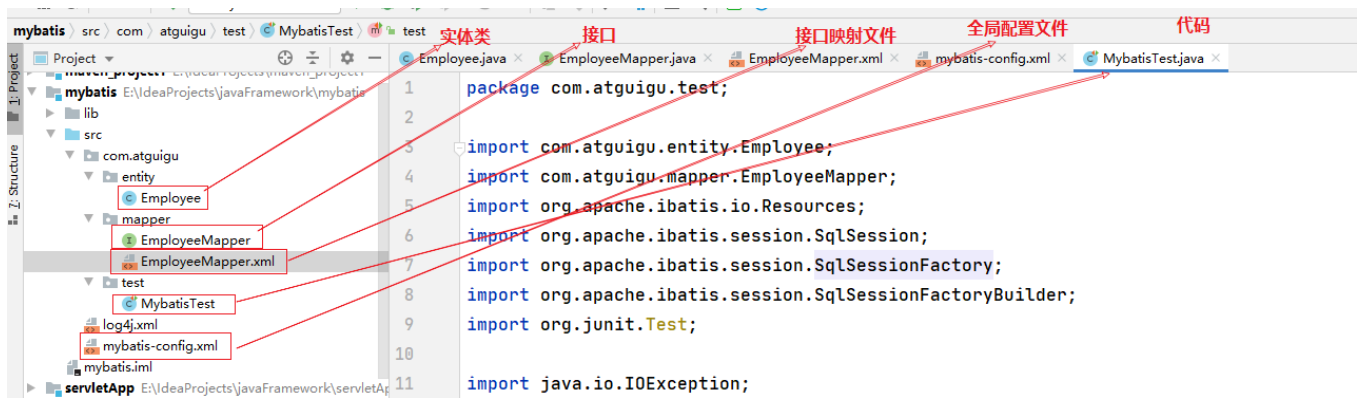 mybatis 〉 src 〉 com 〉 atguigu 〉 test 〉 MybatisTest 〉 test
实体类
接口
接口映射文件
全局配置文件
代码
1: Project
7: Structure
Project
mybatis E:\IdeaProjects\javaFramework\mybatis
lib
src
com.atguigu
entity
Employee
mapper
EmployeeMapper
EmployeeMapper.xml
test
MybatisTest
log4j.xml
mybatis-config.xml
mybatis.iml
servletApp E:\IdeaProjects\javaFramework\servletAp
Employee.java × EmployeeMapper.java × EmployeeMapper.xml × mybatis-config.xml × MybatisTest.java ×
1 package com.atguigu.test;
2
3 import com.atguigu.entity.Employee;
4 import com.atguigu.mapper.EmployeeMapper;
5 import org.apache.ibatis.io.Resources;
6 import org.apache.ibatis.session.SqlSession;
7 import org.apache.ibatis.session.SqlSessionFactory;
8 import org.apache.ibatis.session.SqlSessionFactoryBuilder;
9 import org.junit.Test;
10
11 import java.io.IOException;